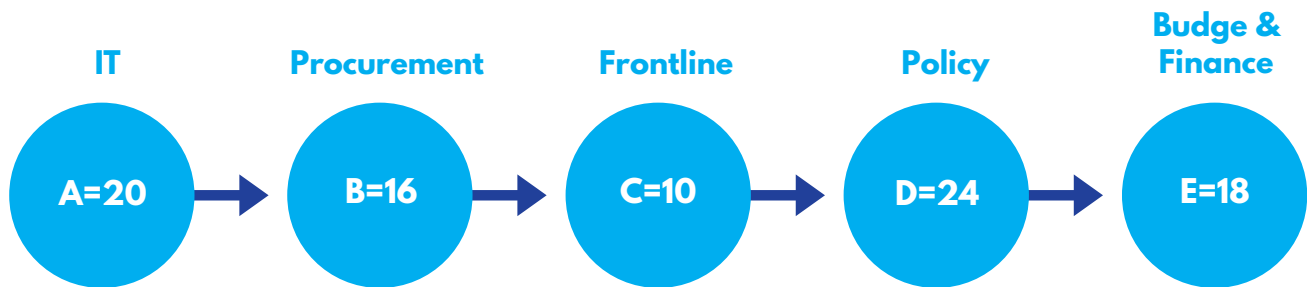 IT
Procurement
Frontline
Policy
Budge &
Finance
A=20
B=16
C=10
D=24
E=18